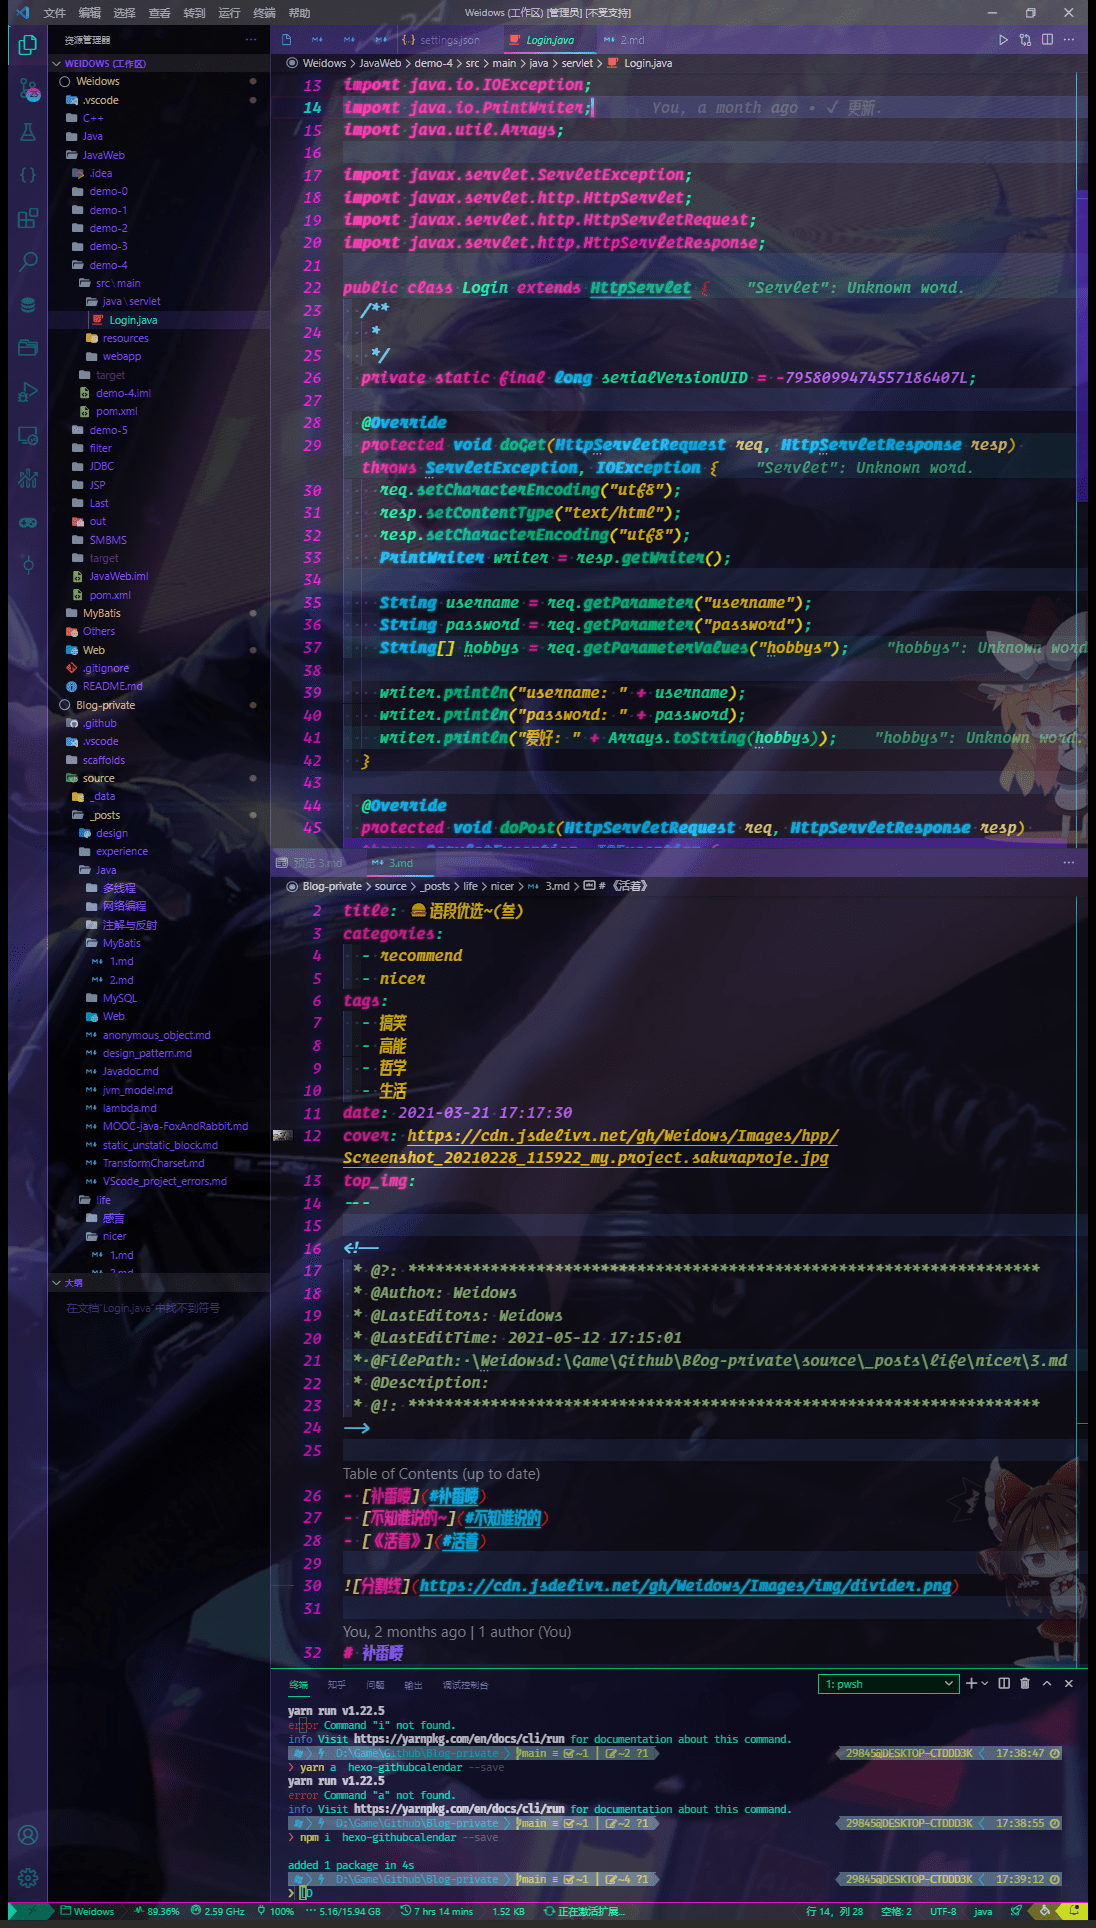 文件 编辑 选择 查看 转到 运行 终端 帮助
Weidows (工作区) [管理员] [不受支持]
资源管理器 ···
settings.json Login.java 2.md
WEIDOWS (工作区)
Weidows > JavaWeb > demo-4 > src > main > java > servlet > Login.java
Weidows
.vscode
C++
Java
JavaWeb
.idea
demo-0
demo-1
demo-2
demo-3
demo-4
src\main
java\servlet
Login.java
resources
webapp
target
demo-4.iml
pom.xml
demo-5
filter
JDBC
JSP
Last
out
SMBMS
target
JavaWeb.iml
pom.xml
MyBatis
Others
Web
.gitignore
README.md
Blog-private
.github
.vscode
scaffolds
source
_data
_posts
design
experience
Java
多线程
网络编程
注解与反射
MyBatis
1.md
2.md
MySQL
Web
anonymous_object.md
design_pattern.md
Javadoc.md
jvm_model.md
lambda.md
MOOC-java-FoxAndRabbit.md
static_unstatic_block.md
TransformCharset.md
VScode_project_errors.md
life
感言
nicer
1.md
2.md
大纲
在文档"Login.java"中找不到符号
25
13 import java.io.IOException;
14 import java.io.PrintWriter; You, a month ago • √ 更新.
15 import java.util.Arrays;
16
17 import javax.servlet.ServletException;
18 import javax.servlet.http.HttpServlet;
19 import javax.servlet.http.HttpServletRequest;
20 import javax.servlet.http.HttpServletResponse;
21
22 public class Login extends HttpServlet { "Servlet": Unknown word.
23 /**
24 *
25 */
26 private static final long serialVersionUID = -7958099474557186407L;
27
28 @Override
29 protected void doGet(HttpServletRequest req, HttpServletResponse resp)
throws ServletException, IOException { "Servlet": Unknown word.
30 req.setCharacterEncoding("utf8");
31 resp.setContentType("text/html");
32 resp.setCharacterEncoding("utf8");
33 PrintWriter writer = resp.getWriter();
34
35 String username = req.getParameter("username");
36 String password = req.getParameter("password");
37 String[] hobbys = req.getParameterValues("hobbys"); "hobbys": Unknown word
38
39 writer.println("username: " + username);
40 writer.println("password: " + password);
41 writer.println("爱好: " + Arrays.toString(hobbys)); "hobbys": Unknown word.
42 }
43
44 @Override
45 protected void doPost(HttpServletRequest req, HttpServletResponse resp)
throws ServletException, IOException {
预览 3.md 3.md ···
Blog-private > source > _posts > life > nicer > 3.md > # 《活着》
2 title: 🍔语段优选~(叁)
3 categories:
4 - recommend
5 - nicer
6 tags:
7 - 搞笑
8 - 高能
9 - 哲学
10 - 生活
11 date: 2021-03-21 17:17:30
12 cover: https://cdn.jsdelivr.net/gh/Weidows/Images/hpp/
Screenshot_20210228_115922_my.project.sakuraproje.jpg
13 top_img:
14 ---
15
16 <!--
17 * @?: *********************************************************************
18 * @Author: Weidows
19 * @LastEditors: Weidows
20 * @LastEditTime: 2021-05-12 17:15:01
21 * @FilePath: \Weidowsd:\Game\Github\Blog-private\source\_posts\life\nicer\3.md
22 * @Description:
23 * @!: *********************************************************************
24 -->
25
Table of Contents (up to date)
26 - [补番喽](#补番喽)
27 - [不知谁说的~](#不知谁说的)
28 - [《活着》](#活着)
29
30 ![分割线](https://cdn.jsdelivr.net/gh/Weidows/Images/img/divider.png)
31
You, 2 months ago | 1 author (You)
32 # 补番喽
终端 知乎 问题 输出 调试控制台 1: pwsh
yarn run v1.22.5
error Command "i" not found.
info Visit https://yarnpkg.com/en/docs/cli/run for documentation about this command.
D:\Game\Github\Blog-private main ≡ ~1 | ~2 ?1 29845@DESKTOP-CTDDD3K 17:38:47
❯ yarn a hexo-githubcalendar --save
yarn run v1.22.5
error Command "a" not found.
info Visit https://yarnpkg.com/en/docs/cli/run for documentation about this command.
D:\Game\Github\Blog-private main ≡ ~1 | ~2 ?1 29845@DESKTOP-CTDDD3K 17:38:55
❯ npm i hexo-githubcalendar --save
added 1 package in 4s
D:\Game\Github\Blog-private main ≡ ~1 | ~4 ?1 29845@DESKTOP-CTDDD3K 17:39:12
❯
Weidows 89.36% 2.59 GHz 100% 5.16/15.94 GB 7 hrs 14 mins 1.52 KB 正在激活扩展... 行 14, 列 28 空格: 2 UTF-8 java